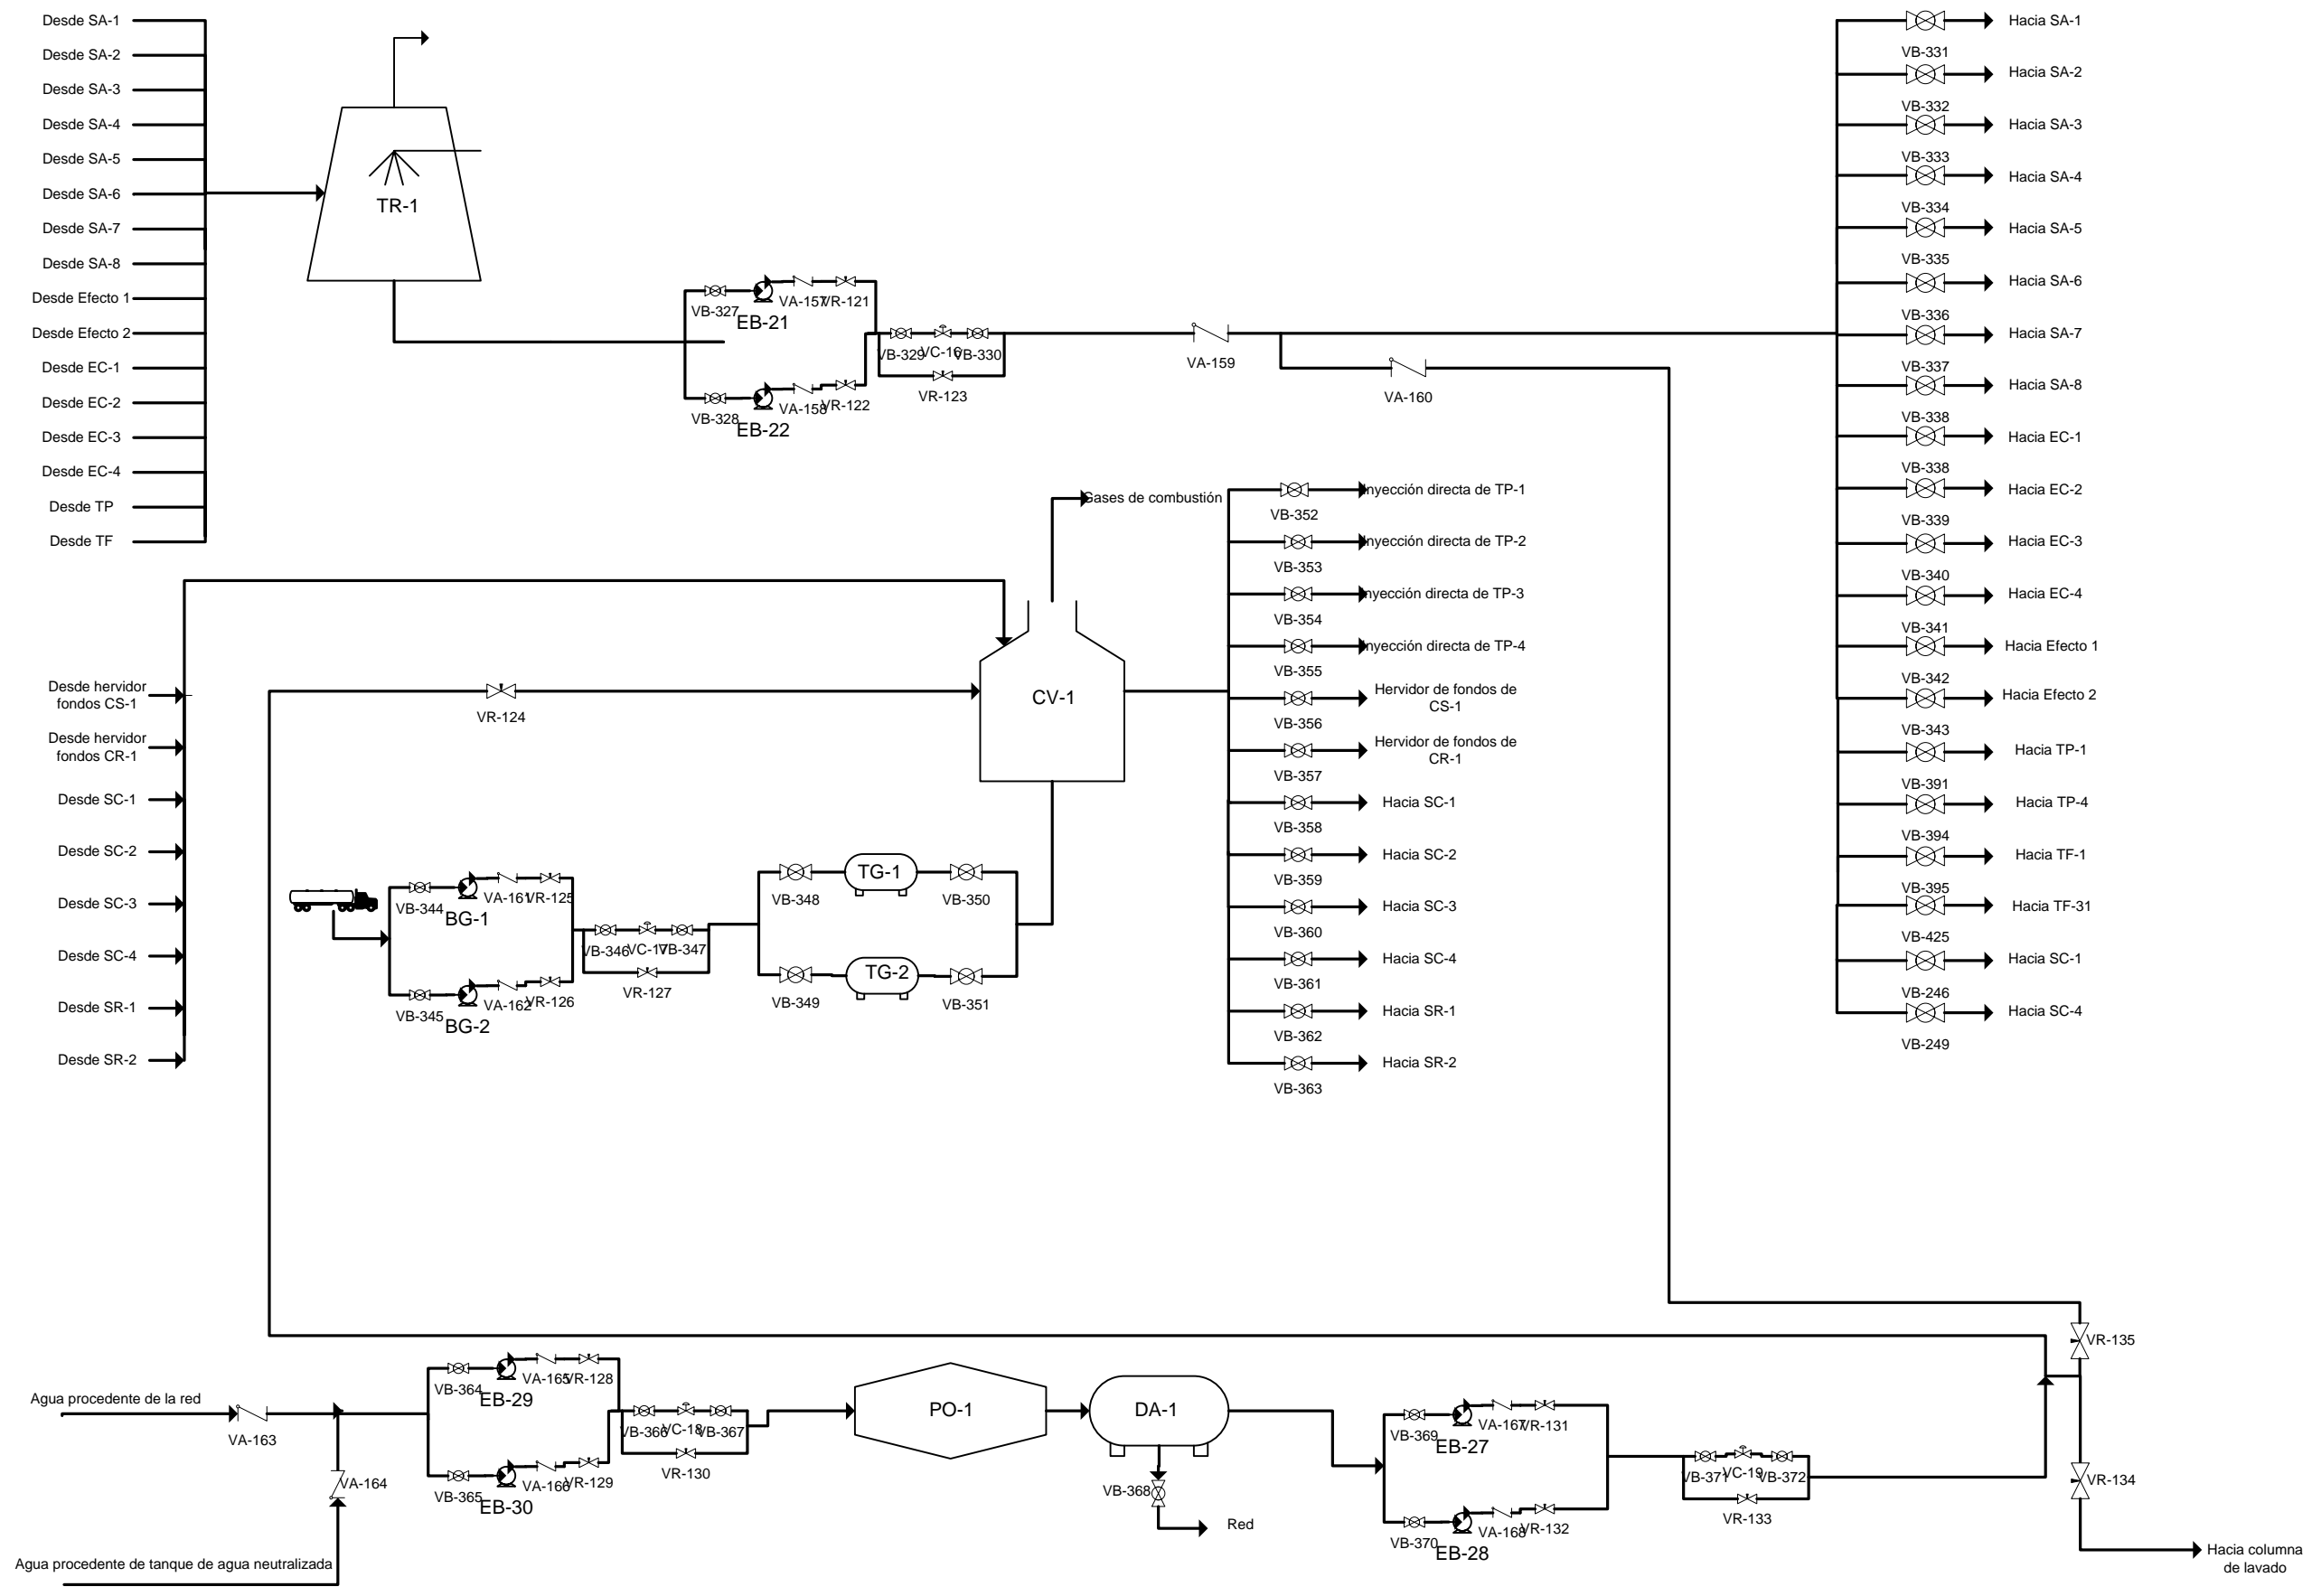 Desde SA-1
Desde SA-2
Desde SA-3
Desde SA-4
Desde SA-5
Desde SA-6
Desde SA-7
Desde SA-8
Desde Efecto 1
Desde Efecto 2
Desde EC-1
Desde EC-2
Desde EC-3
Desde EC-4
Desde TP
Desde TF
TR-1
VB-327
EB-21
VA-157
VR-121
VB-328
EB-22
VA-158
VR-122
VB-329
VC-16
VB-330
VR-123
VA-159
VA-160
Hacia SA-1
VB-331
Hacia SA-2
VB-332
Hacia SA-3
VB-333
Hacia SA-4
VB-334
Hacia SA-5
VB-335
Hacia SA-6
VB-336
Hacia SA-7
VB-337
Hacia SA-8
VB-338
Hacia EC-1
VB-338
Hacia EC-2
VB-339
Hacia EC-3
VB-340
Hacia EC-4
VB-341
Hacia Efecto 1
VB-342
Hacia Efecto 2
VB-343
Hacia TP-1
VB-391
Hacia TP-4
VB-394
Hacia TF-1
VB-395
Hacia TF-31
VB-425
Hacia SC-1
VB-246
Hacia SC-4
VB-249
Gases de combustión
CV-1
VR-124
Inyección directa de TP-1
VB-352
Inyección directa de TP-2
VB-353
Inyección directa de TP-3
VB-354
Inyección directa de TP-4
VB-355
Hervidor de fondos de
CS-1
VB-356
Hervidor de fondos de
CR-1
VB-357
Hacia SC-1
VB-358
Hacia SC-2
VB-359
Hacia SC-3
VB-360
Hacia SC-4
VB-361
Hacia SR-1
VB-362
Hacia SR-2
VB-363
Desde hervidor
fondos CS-1
Desde hervidor
fondos CR-1
Desde SC-1
Desde SC-2
Desde SC-3
Desde SC-4
Desde SR-1
Desde SR-2
VB-344
BG-1
VA-161
VR-125
VB-345
BG-2
VA-162
VR-126
VB-346
VC-17
VB-347
VR-127
VB-348
TG-1
VB-350
VB-349
TG-2
VB-351
Agua procedente de la red
VA-163
VA-164
Agua procedente de tanque de agua neutralizada
VB-364
EB-29
VA-165
VR-128
VB-365
EB-30
VA-166
VR-129
VB-366
VC-18
VB-367
VR-130
PO-1
DA-1
VB-368
Red
VB-369
EB-27
VA-167
VR-131
VB-370
EB-28
VA-168
VR-132
VB-371
VC-19
VB-372
VR-133
VR-135
VR-134
Hacia columna
de lavado